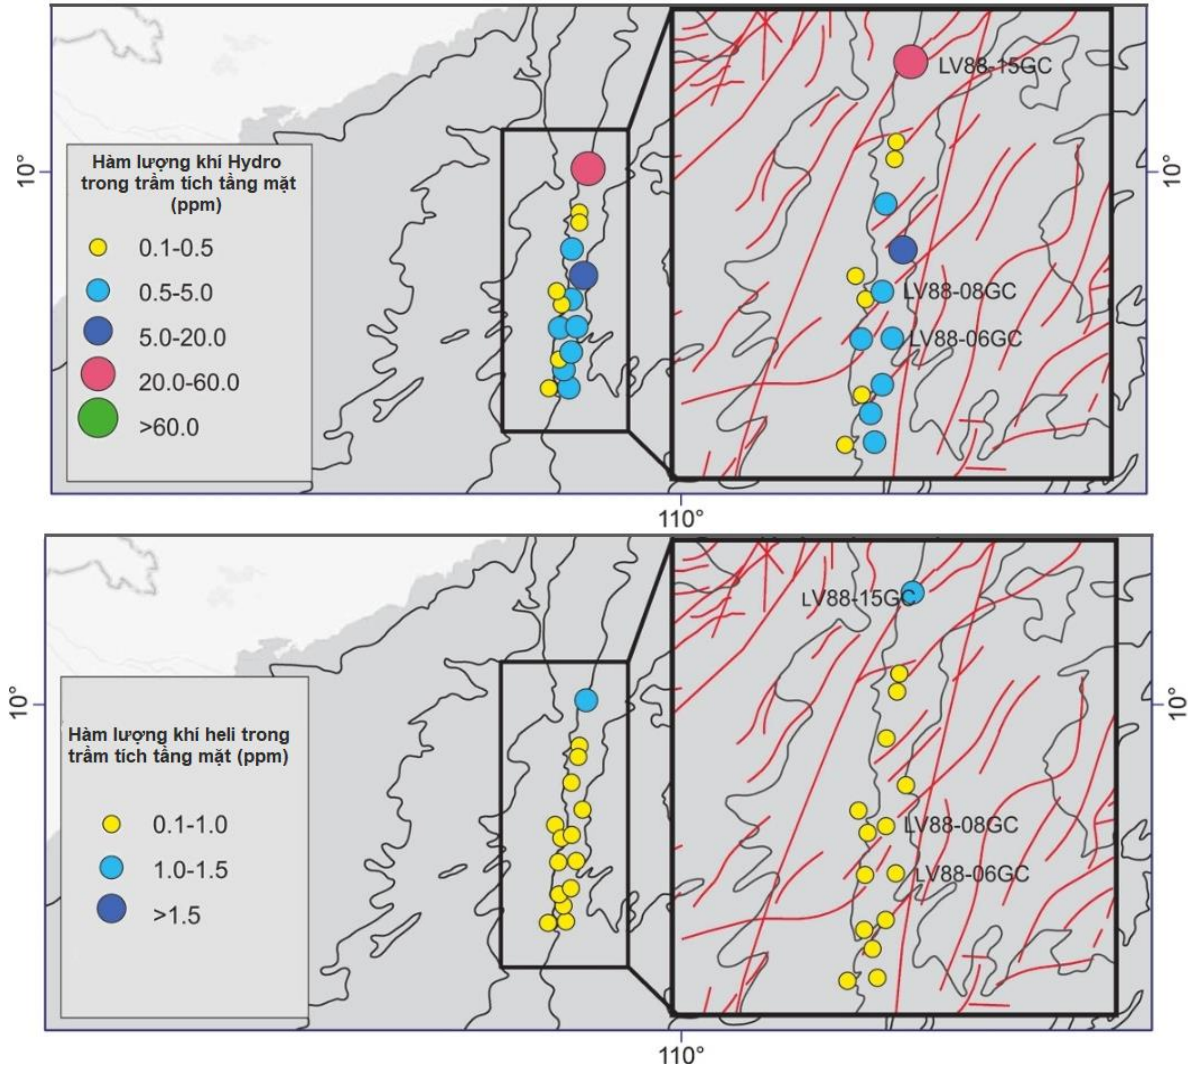 LV88-15GC
10°
10°
Hàm lượng khí Hydro
trong trầm tích tầng mặt
(ppm)
0.1-0.5
0.5-5.0
5.0-20.0
20.0-60.0
>60.0
LV88-08GC
LV88-06GC
110°
LV88-15GC
10°
10°
Hàm lượng khí heli trong
trầm tích tầng mặt (ppm)
0.1-1.0
1.0-1.5
>1.5
LV88-08GC
LV88-06GC
110°